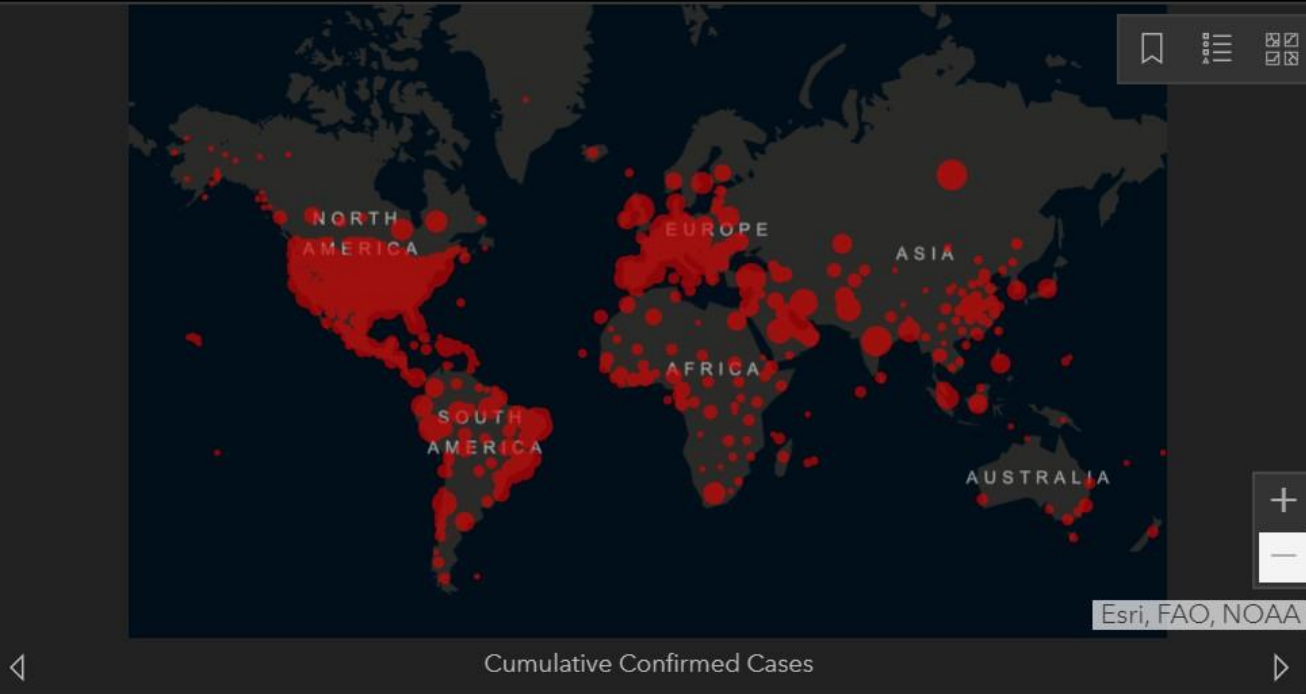 NORTH
AMERICA
EUROPE
ASIA
AFRICA
SOUTH
AMERICA
AUSTRALIA
Esri, FAO, NOAA
Cumulative Confirmed Cases